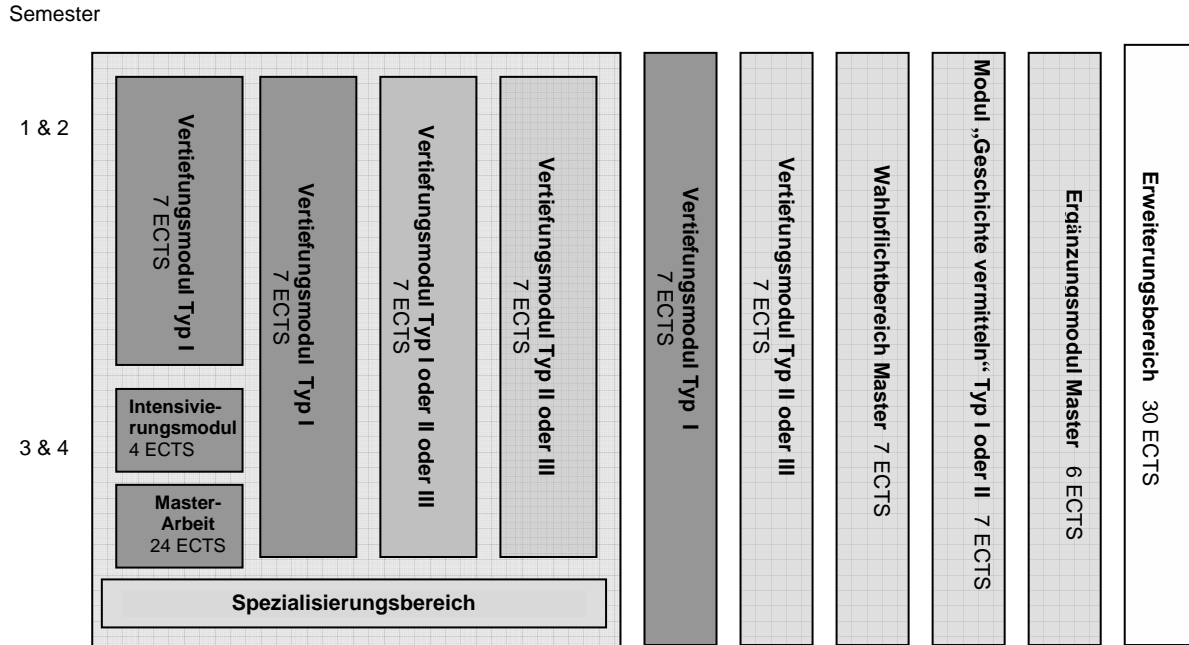 Semester
1 & 2
3 & 4
Vertiefungsmodul Typ I
7 ECTS
Intensivie-
rungsmodul
4 ECTS
Master-
Arbeit
24 ECTS
Vertiefungsmodul Typ I
7 ECTS
Vertiefungsmodul Typ I oder II oder III
7 ECTS
Vertiefungsmodul Typ II oder III
7 ECTS
Spezialisierungsbereich
Vertiefungsmodul Typ I
7 ECTS
Vertiefungsmodul Typ II oder III
7 ECTS
Wahlpflichtbereich Master 7 ECTS
Modul „Geschichte vermitteln“ Typ I oder II 7 ECTS
Ergänzungsmodul Master 6 ECTS
Erweiterungsbereich 30 ECTS